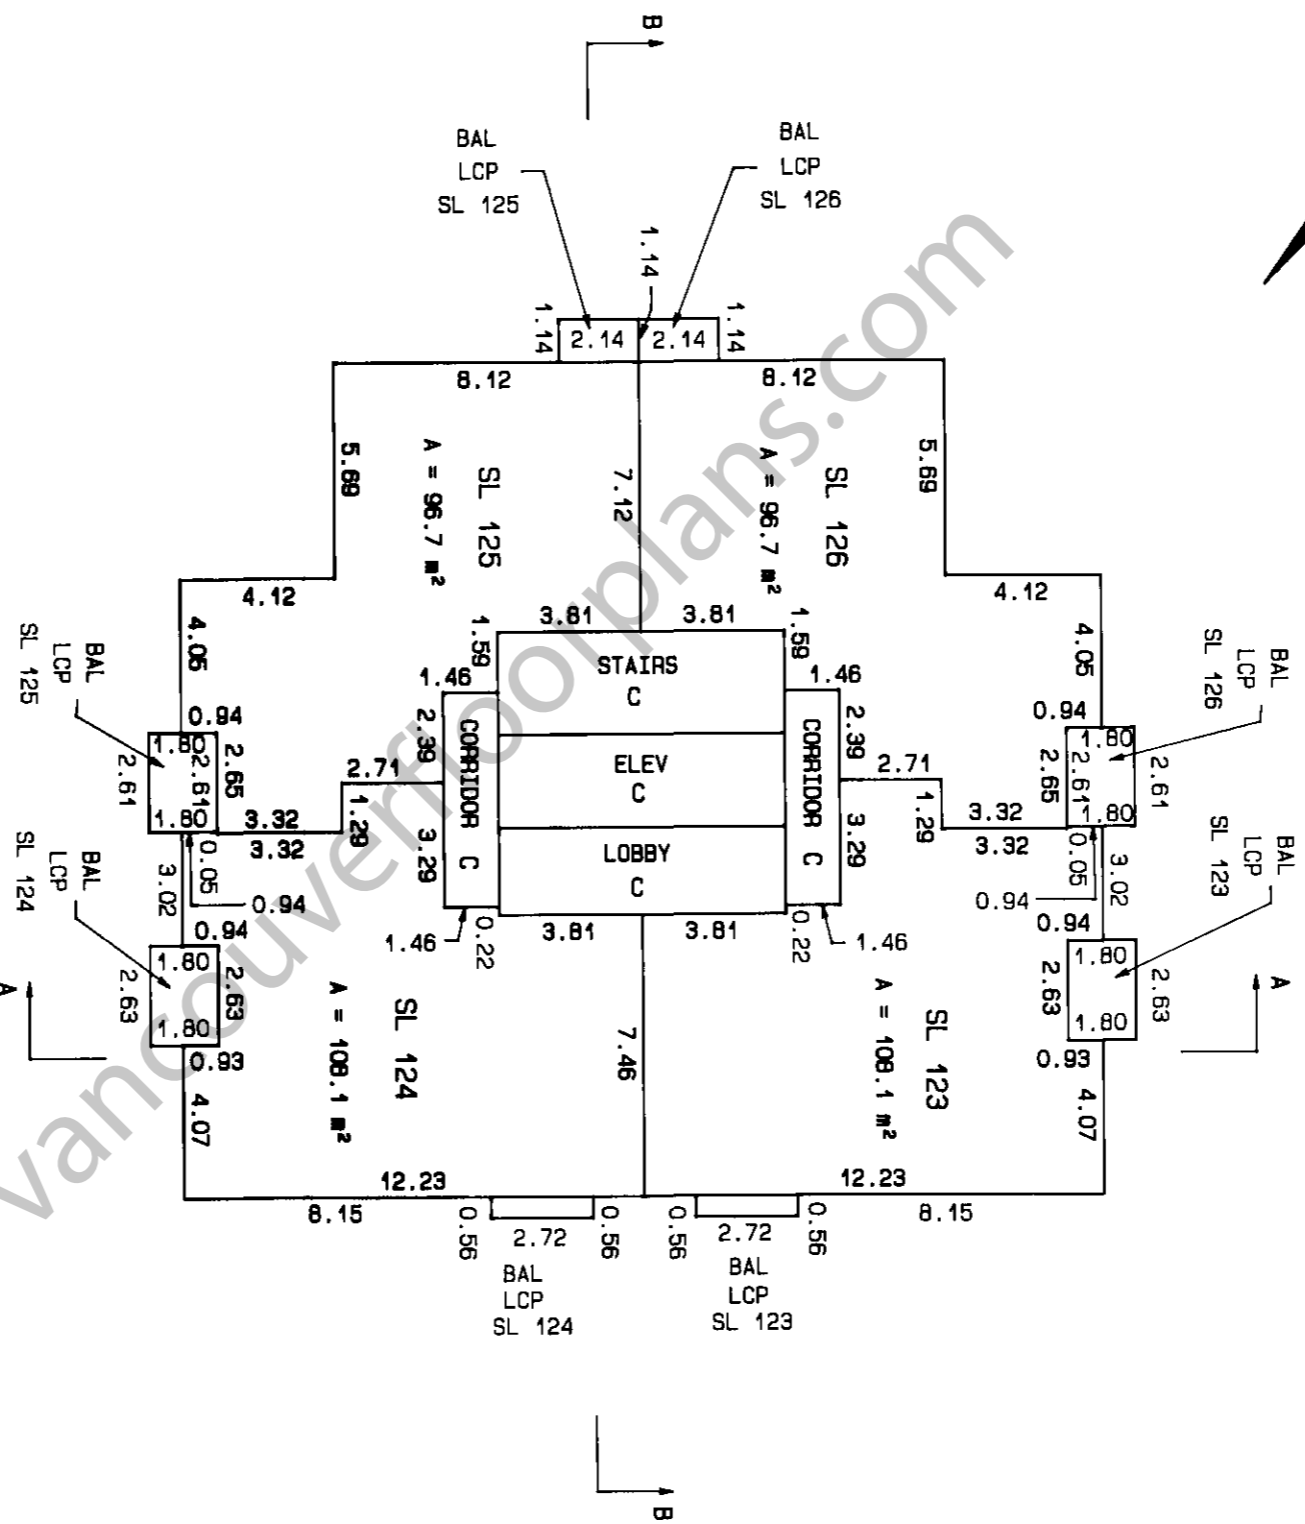 B
BAL
LCP
SL 125
BAL
LCP
SL 126
1.14
1.14
2.14
2.14
1.14
8.12
8.12
5.69
5.69
SL 125
A = 96.7 m²
7.12
SL 126
A = 96.7 m²
4.12
4.12
4.05
4.05
3.81
3.81
1.59
1.59
STAIRS
C
1.46
1.46
BAL
LCP
SL 125
BAL
LCP
SL 126
0.94
0.94
1.80
2.61
2.65
2.61
1.80
1.80
2.61
2.65
2.61
1.80
2.39
2.39
CORRIDOR C
CORRIDOR C
ELEV
C
2.71
2.71
1.29
1.29
3.32
3.32
3.32
3.32
3.29
3.29
LOBBY
C
0.05
0.05
0.94
0.94
3.02
3.02
BAL
LCP
SL 124
BAL
LCP
SL 123
0.94
0.94
1.46
1.46
0.22
0.22
3.81
3.81
1.80
2.63
2.63
1.80
1.80
2.63
2.63
1.80
A
A
SL 124
A = 108.1 m²
7.46
SL 123
A = 108.1 m²
0.93
0.93
4.07
4.07
12.23
12.23
8.15
8.15
0.56
2.72
0.56
0.56
2.72
0.56
BAL
LCP
SL 124
BAL
LCP
SL 123
B
vancouverfloorplans.com